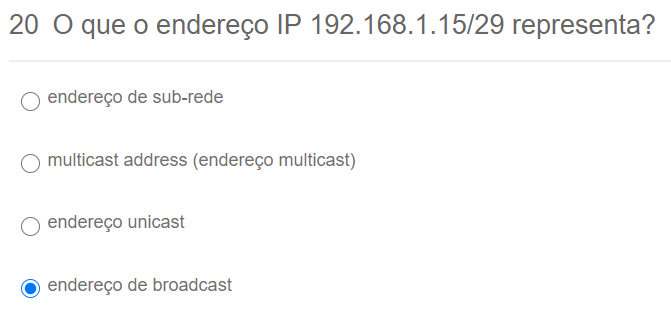 20 O que o endereço IP 192.168.1.15/29 representa?
endereço de sub-rede
multicast address (endereço multicast)
endereço unicast
endereço de broadcast